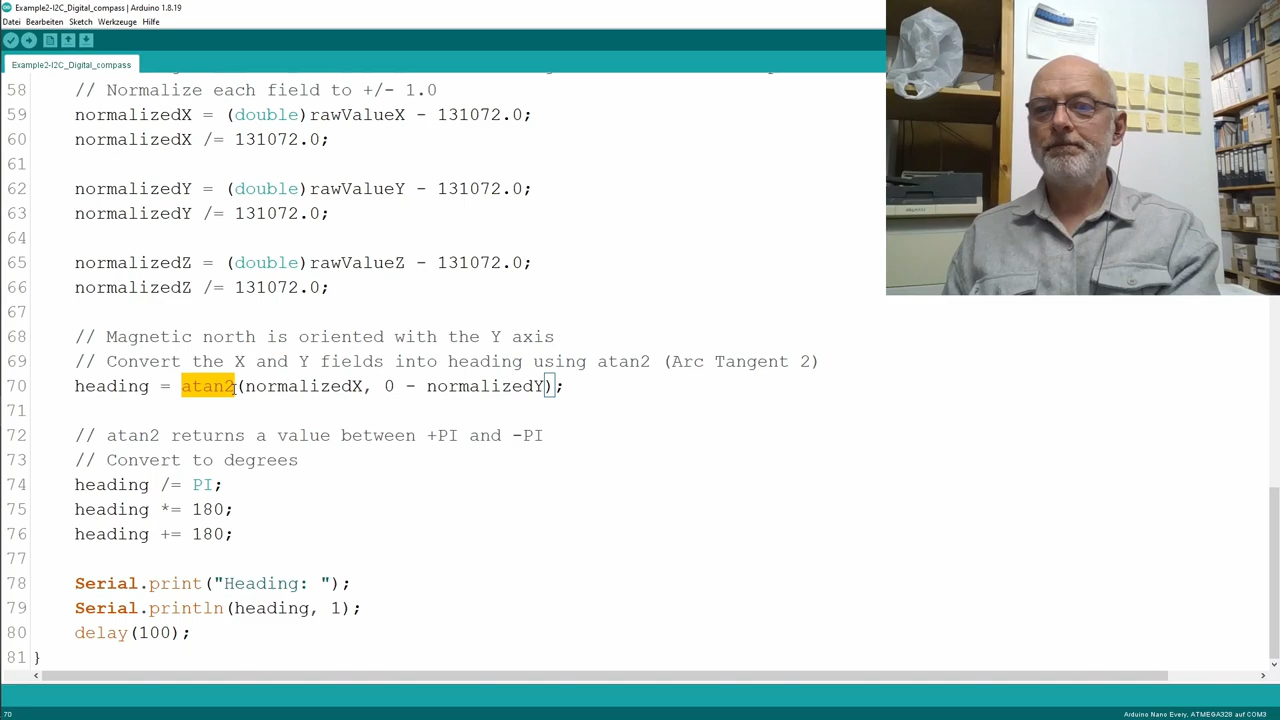 Example2-I2C_Digital_compass | Arduino 1.8.19
Datei Bearbeiten Sketch Werkzeuge Hilfe
Example2-I2C_Digital_compass
58 // Normalize each field to +/- 1.0
59 normalizedX = (double)rawValueX - 131072.0;
60 normalizedX /= 131072.0;
61
62 normalizedY = (double)rawValueY - 131072.0;
63 normalizedY /= 131072.0;
64
65 normalizedZ = (double)rawValueZ - 131072.0;
66 normalizedZ /= 131072.0;
67
68 // Magnetic north is oriented with the Y axis
69 // Convert the X and Y fields into heading using atan2 (Arc Tangent 2)
70 heading = atan2(normalizedX, 0 - normalizedY);
71
72 // atan2 returns a value between +PI and -PI
73 // Convert to degrees
74 heading /= PI;
75 heading *= 180;
76 heading += 180;
77
78 Serial.print("Heading: ");
79 Serial.println(heading, 1);
80 delay(100);
81 }
70
Arduino Nano Every, ATMEGA328 auf COM3